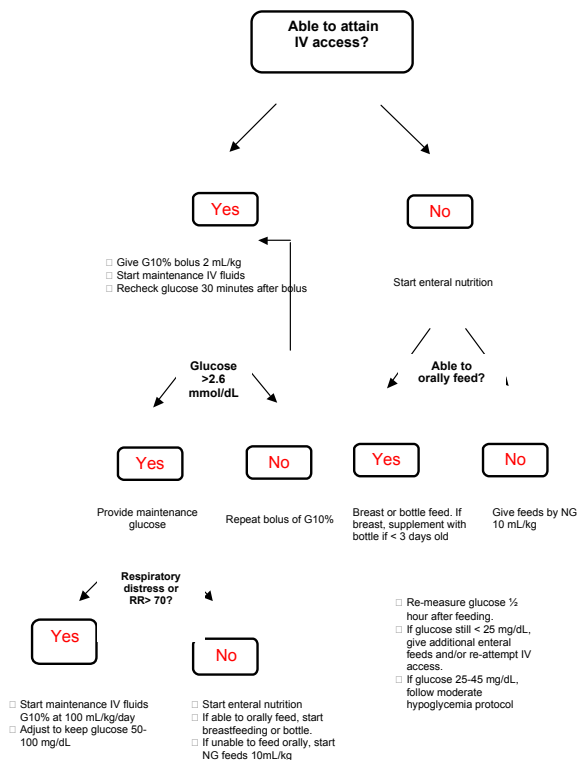 Able to attain
IV access?
Yes
No
□ Give G10% bolus 2 mL/kg
□ Start maintenance IV fluids
□ Recheck glucose 30 minutes after bolus
Start enteral nutrition
Glucose
>2.6
mmol/dL
Able to
orally feed?
Yes
No
Yes
No
Provide maintenance
glucose
Repeat bolus of G10%
Breast or bottle feed. If
breast, supplement with
bottle if < 3 days old
Give feeds by NG
10 mL/kg
Respiratory
distress or
RR> 70?
Yes
No
□ Re-measure glucose ½
hour after feeding.
□ If glucose still < 25 mg/dL,
give additional enteral
feeds and/or re-attempt IV
access.
□ If glucose 25-45 mg/dL,
follow moderate
hypoglycemia protocol
□ Start maintenance IV fluids
G10% at 100 mL/kg/day
□ Adjust to keep glucose 50-
100 mg/dL
□ Start enteral nutrition
□ If able to orally feed, start
breastfeeding or bottle.
□ If unable to feed orally, start
NG feeds 10mL/kg